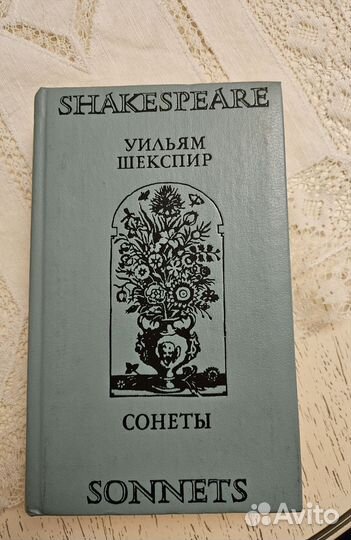 SHAKESPEARE
УИЛЬЯМ
ШЕКСПИР
СОНЕТЫ
SONNETS
Avito